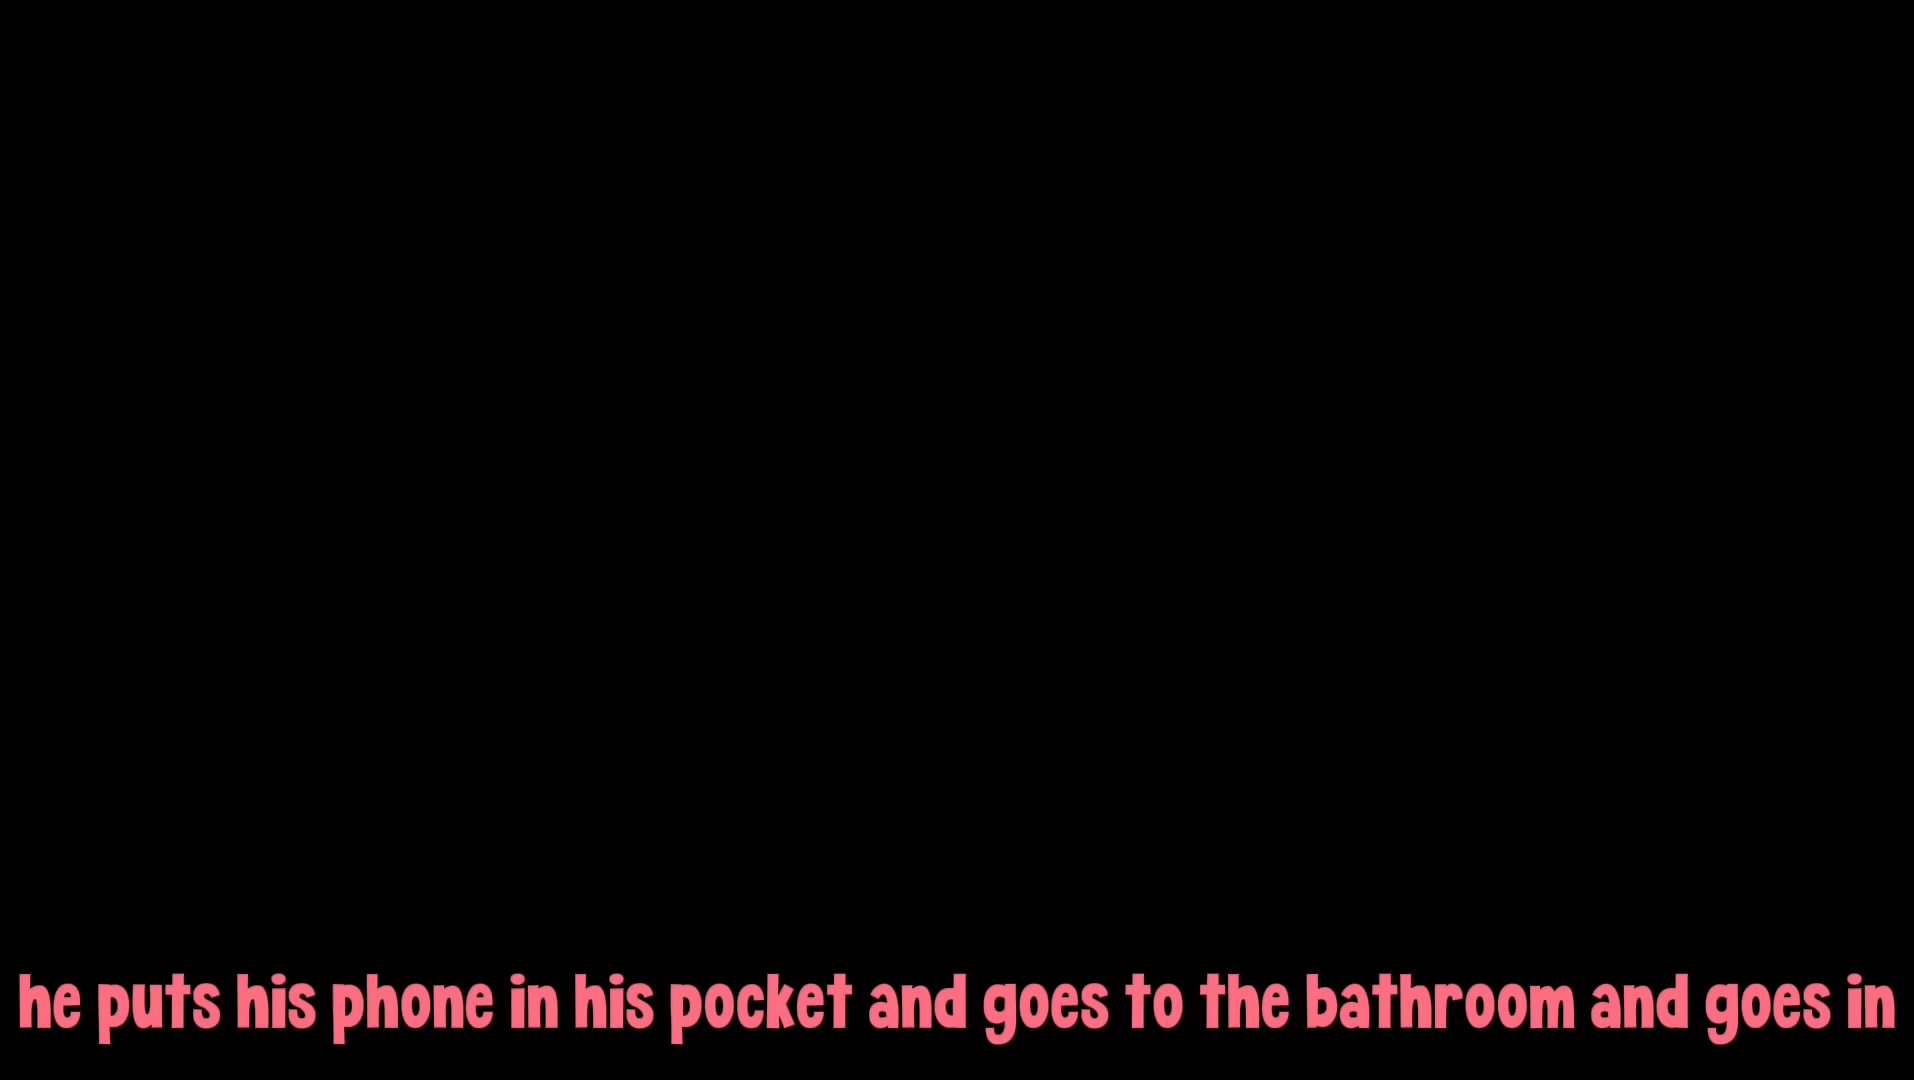 he puts his phone in his pocket and goes to the bathroom and goes in